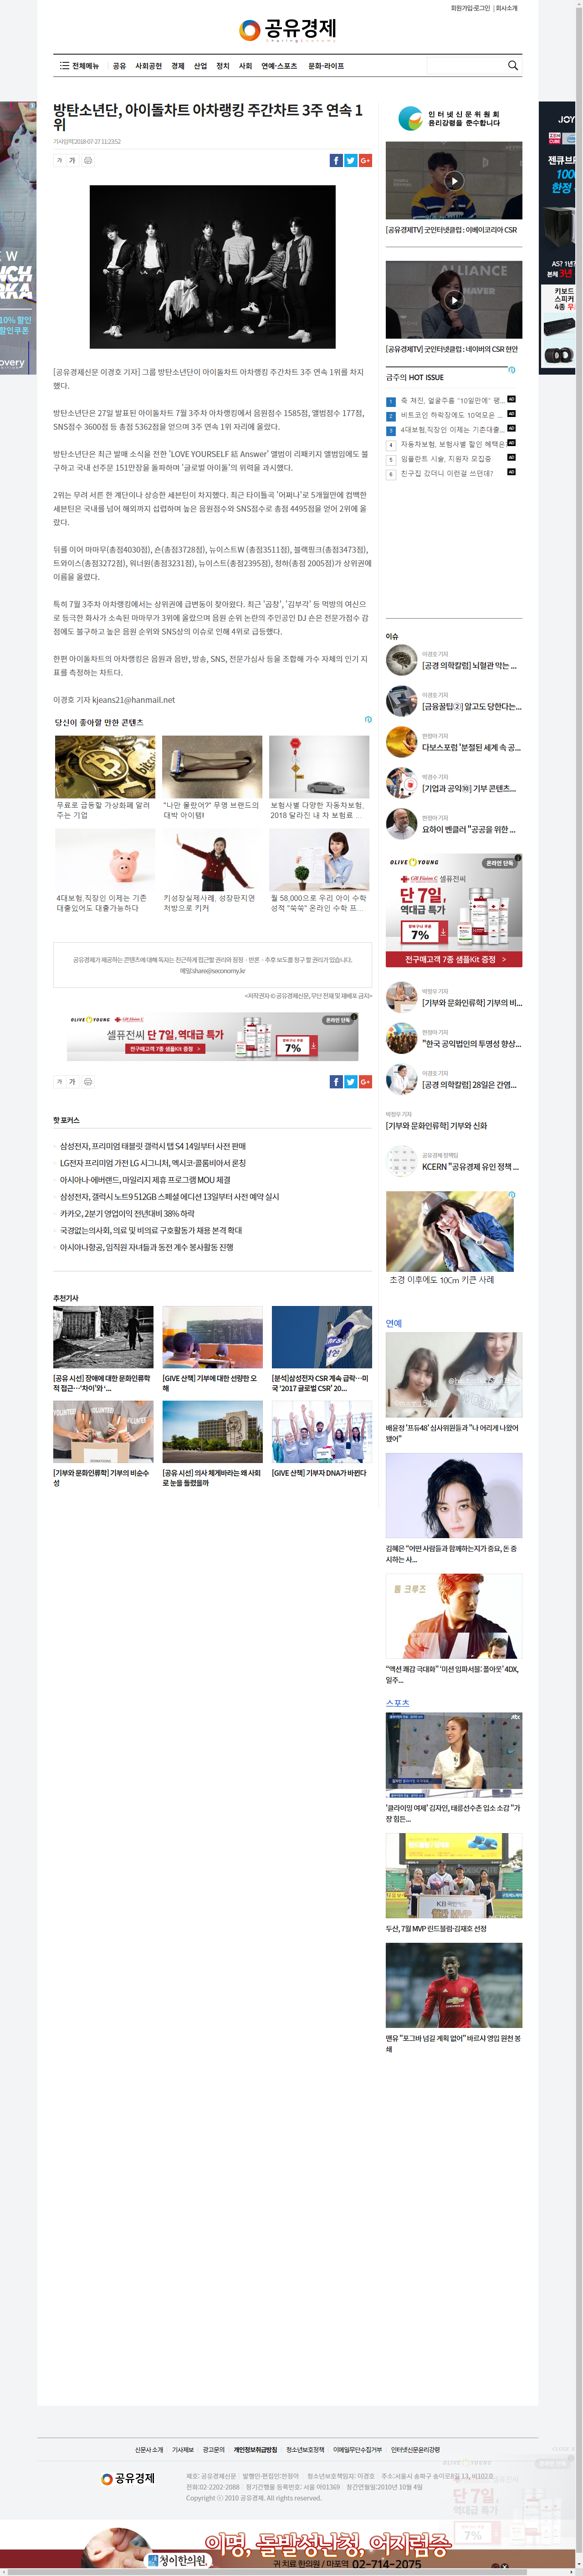 회원가입·로그인 | 회사소개
공유경제
전체메뉴 공유 사회공헌 경제 산업 정치 사회 연예·스포츠 문화·라이프
방탄소년단, 아이돌차트 아차랭킹 주간차트 3주 연속 1
위
기사입력 2018-07-27 11:23:52
가 가
[공유경제신문 이경호 기자] 그룹 방탄소년단이 아이돌차트 아차랭킹 주간차트 3주 연속 1위를 차지
했다.
방탄소년단은 27일 발표된 아이돌차트 7월 3주차 아차랭킹에서 음원점수 1585점, 앨범점수 177점,
SNS점수 3600점 등 총점 5362점을 얻으며 3주 연속 1위 자리에 올랐다.
방탄소년단은 최근 발매 소식을 전한 'LOVE YOURSELF 結 Answer' 앨범이 리패키지 앨범임에도 불
구하고 국내 선주문 151만장을 돌파하며 '글로벌 아이돌'의 위력을 과시했다.
2위는 무려 서른 한 계단이나 상승한 세븐틴이 차지했다. 최근 타이틀곡 '어쩌나'로 5개월만에 컴백한
세븐틴은 국내를 넘어 해외까지 섭렵하며 높은 음원점수와 SNS점수로 총점 4495점을 얻어 2위에 올
랐다.
뒤를 이어 마마무(총점4030점), 숀(총점3728점), 뉴이스트W (총점3511점), 블랙핑크(총점3473점),
트와이스(총점3272점), 워너원(총점3231점), 뉴이스트(총점2395점), 청하(총점 2005점)가 상위권에
이름을 올렸다.
특히 7월 3주차 아차랭킹에서는 상위권에 급변동이 찾아왔다. 최근 '곱창', '김부각' 등 먹방의 여신으
로 등극한 화사가 소속된 마마무가 3위에 올랐으며 음원 순위 논란의 주인공인 DJ 숀은 전문가점수 감
점에도 불구하고 높은 음원 순위와 SNS상의 이슈로 인해 4위로 급등했다.
한편 아이돌차트의 아차랭킹은 음원과 음반, 방송, SNS, 전문가심사 등을 조합해 가수 자체의 인기 지
표를 측정하는 차트다.
이경호 기자 kjeans21@hanmail.net
당신이 좋아할 만한 콘텐츠
무료로 급등할 가상화폐 알려
주는 기업
"나만 몰랐어?" 무명 브랜드의
대박 아이템!!
보험사별 다양한 자동차보험,
2018 달라진 내 차 보험료 ...
4대보험,직장인 이제는 기존
대출있어도 대출가능하다
키성장실제사례, 성장판지연
처방으로 키커
월 58,000으로 우리 아이 수학
성적 "쑥쑥" 온라인 수학 프...
공유경제가 제공하는 콘텐츠에 대해 독자는 친근하게 접근할 권리와 정정·반론·추후 보도를 청구 할 권리가 있습니다.
메일:share@seconomy.kr
<저작권자 © 공유경제신문, 무단 전재 및 재배포 금지>
OLIVE YOUNG Cell Fusion C
셀퓨전씨 단 7일, 역대급 특가
전구매고객 7종 샘플Kit 증정 >
7%
온라인 단독
가 가
핫 포커스
삼성전자, 프리미엄 태블릿 갤럭시 탭 S4 14일부터 사전 판매
LG전자 프리미엄 가전 LG 시그니처, 멕시코·콜롬비아서 론칭
아시아나-에버랜드, 마일리지 제휴 프로그램 MOU 체결
삼성전자, 갤럭시 노트9 512GB 스페셜 에디션 13일부터 사전 예약 실시
카카오, 2분기 영업이익 전년대비 38% 하락
국경없는의사회, 의료 및 비의료 구호활동가 채용 본격 확대
아시아나항공, 임직원 자녀들과 동전 계수 봉사활동 진행
추천기사
[공유 시선] 장애에 대한 문화인류학
적 접근…'차이'와 '...
[GIVE 산책] 기부에 대한 선량한 오
해
[분석]삼성전자 CSR 계속 급락…미
국 '2017 글로벌 CSR' 20...
[기부와 문화인류학] 기부의 비순수
성
[공유 시선] 의사 체게바라는 왜 사회
로 눈을 돌렸을까
[GIVE 산책] 기부자 DNA가 바뀐다
인터넷신문위원회
윤리강령을 준수합니다
[공유경제TV] 굿인터넷클럽 : 이베이코리아 CSR
[공유경제TV] 굿인터넷클럽 : 네이버의 CSR 현안
금주의 HOT ISSUE
1 축 쳐진, 얼굴주름 "10일만에" 팽...
2 비트코인 하락장에도 10억모은 ...
3 4대보험,직장인 이제는 기존대출...
4 자동차보험, 보험사별 할인 혜택은
5 임플란트 시술, 지원자 모집중
6 친구집 갔더니 이런걸 쓰던데?
이슈
이경호 기자
[공경 의학칼럼] 뇌혈관 막는 ...
이경호 기자
[금융꿀팁②] 알고도 당한다는...
한정아 기자
다보스포럼 '분절된 세계 속 공...
박경수 기자
[기업과 공익⑩] 기부 콘텐츠...
한정아 기자
요하이 벤클러 "공공을 위한 ...
OLIVE YOUNG 온라인 단독
Cell Fusion C 셀퓨전씨
단 7일,
역대급 특가
7%
전구매고객 7종 샘플Kit 증정 >
박정우 기자
[기부와 문화인류학] 기부의 비...
한정아 기자
"한국 공익법인의 투명성 향상...
이경호 기자
[공경 의학칼럼] 28일은 간염...
박정우 기자
[기부와 문화인류학] 기부와 신화
공유경제 정책팀
KCERN "공유경제 유인 정책 ...
초경 이후에도 10Cm 키큰 사례
연예
배윤정 '프듀48' 심사위원들과 "나 어리게 나왔어
했어"
김혜은 "어떤 사람들과 함께하는지가 중요, 돈 중
시하는 사...
톰 크루즈
"액션 쾌감 극대화" '미션 임파서블: 폴아웃' 4DX,
일주...
스포츠
'클라이밍 여제' 김자인, 태릉선수촌 입소 소감 "가
장 힘든...
두산, 7월 MVP 린드블럼-김재호 선정
맨유 "포그바 넘길 계획 없어" 바르샤 영입 원천 봉
쇄
신문사 소개 기사제보 광고문의 개인정보취급방침 청소년보호정책 이메일무단수집거부 인터넷신문윤리강령
공유경제
제호: 공유경제신문 발행인·편집인:한정아 청소년보호책임자: 이경호 주소:서울시 송파구 송이로8길 13, 비102호
전화:02-2202-2088 정기간행물 등록번호: 서울 아01369 창간연월일:2010년 10월 4일
Copyright ⓒ 2010 공유경제. All rights reserved.
청이한의원
이명, 돌발성난청, 어지럼증
귀 치료 한의원 / 마포역 02-714-2075